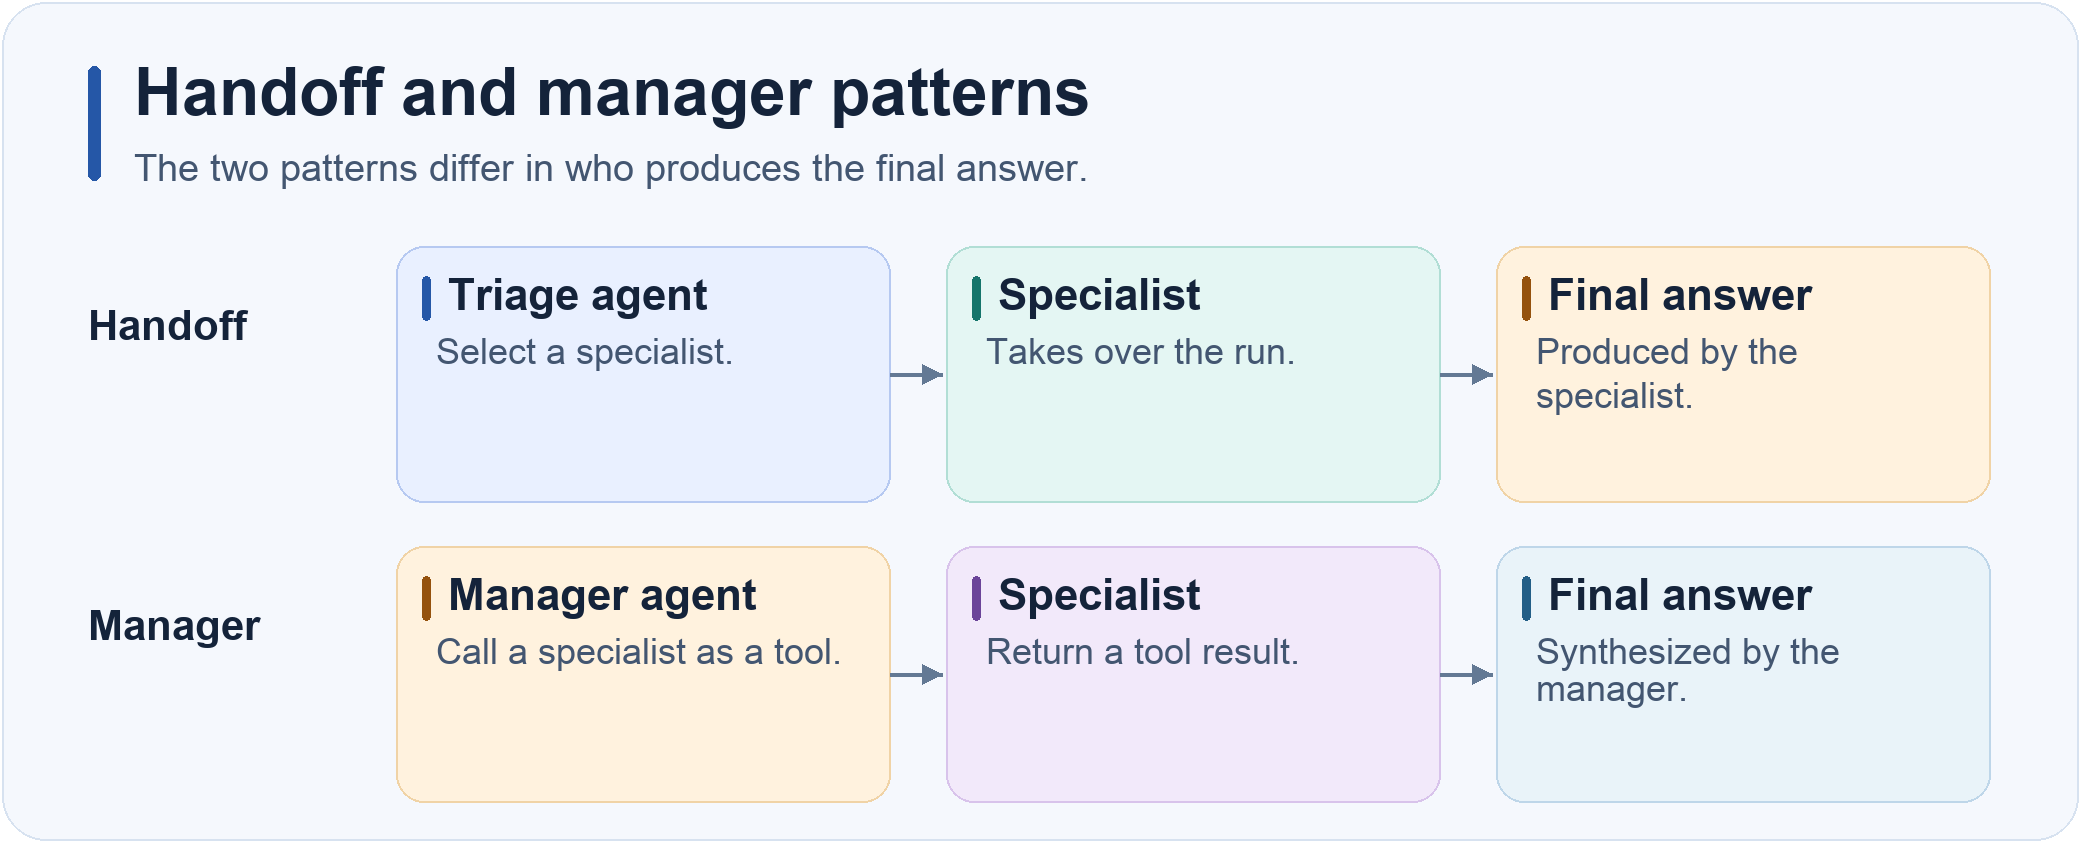 Handoff and manager patterns
The two patterns differ in who produces the final answer.
Handoff
Triage agent
Select a specialist.
Specialist
Takes over the run.
Final answer
Produced by the
specialist.
Manager
Manager agent
Call a specialist as a tool.
Specialist
Return a tool result.
Final answer
Synthesized by the
manager.